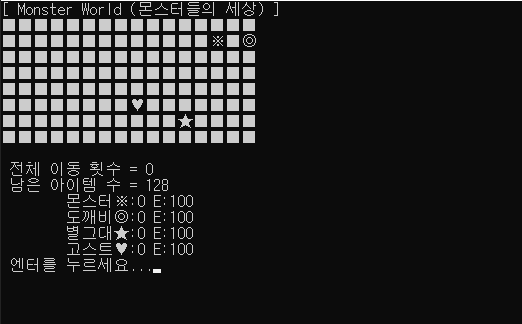 [ Monster World (몬스터들의 세상) ]
■■■■■■■■■■■■■■■■
■■■■■■■■■■■■■※■◎
■■■■■■■■■■■■■■■■
■■■■■■■■■■■■■■■■
■■■■■■■■■■■■■■■■
■■■■■■■■♥■■■■■■■
■■■■■■■■■■■★■■■■
■■■■■■■■■■■■■■■■
전체 이동 횟수 = 0
남은 아이템 수 = 128
몬스터※:0 E:100
도깨비◎:0 E:100
별그대★:0 E:100
고스트♥:0 E:100
엔터를 누르세요...